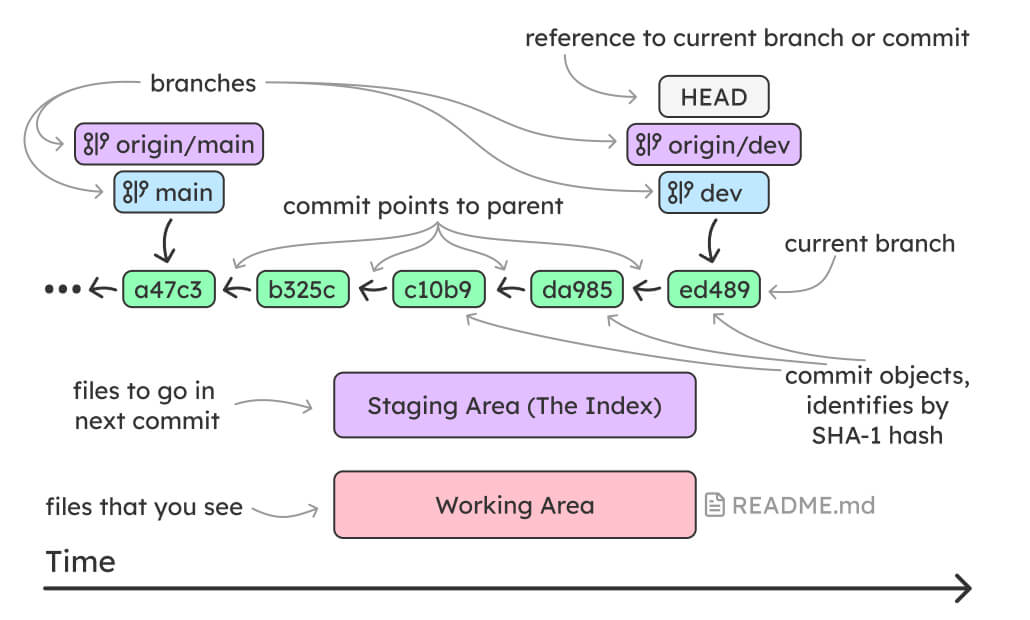 reference to current branch or commit
branches
HEAD
origin/main
origin/dev
main
dev
commit points to parent
current branch
a47c3
b325c
c10b9
da985
ed489
files to go in
next commit
Staging Area (The Index)
commit objects,
identifies by
SHA-1 hash
files that you see
Working Area
README.md
Time